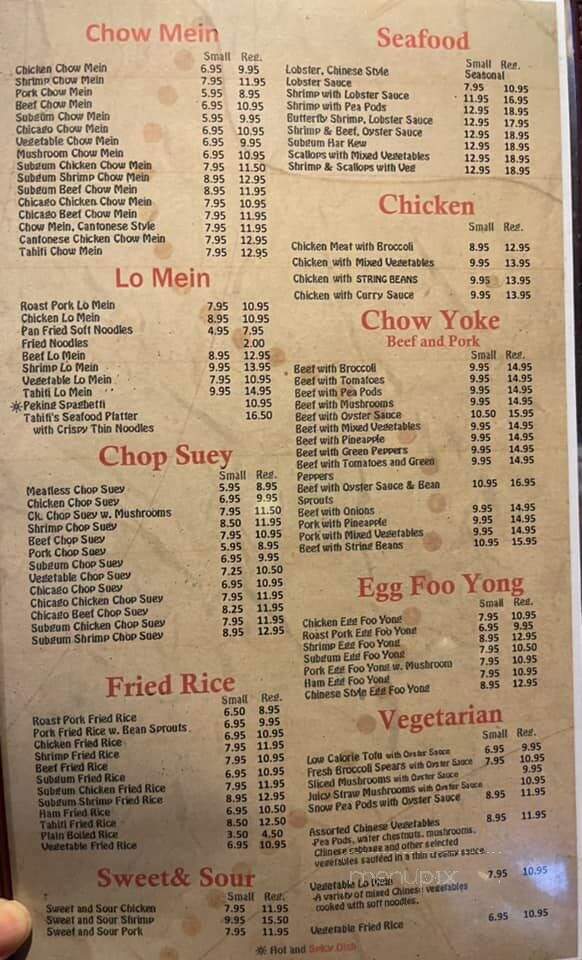 Chow Mein
Small Reg.
Chicken Chow Mein 6.95 9.95
Shrimp Chow Mein 7.95 11.95
Pork Chow Mein 5.95 8.95
Beef Chow Mein 6.95 10.95
Subgum Chow Mein 5.95 9.95
Chicago Chow Mein 6.95 10.95
Vegetable Chow Mein 6.95 9.95
Mushroom Chow Mein 6.95 10.95
Subgum Chicken Chow Mein 7.95 11.50
Subgum Shrimp Chow Mein 8.95 12.95
Subgum Beef Chow Mein 8.95 11.95
Chicago Chicken Chow Mein 7.95 10.95
Chicago Beef Chow Mein 7.95 11.95
Chow Mein, Cantonese Style 7.95 11.95
Cantonese Chicken Chow Mein 7.95 12.95
Tahiti Chow Mein 7.95 12.95
Lo Mein
Roast Pork Lo Mein 7.95 10.95
Chicken Lo Mein 8.95 10.95
Pan Fried Soft Noodles 4.95 7.95
Fried Noodles 2.00
Beef Lo Mein 8.95 12.95
Shrimp Lo Mein 9.95 13.95
Vegetable Lo Mein 7.95 10.95
Tahiti Lo Mein 9.95 14.95
Peking Spaghetti 10.95
Tahiti's Seafood Platter 16.50
with Crispy Thin Noodles
Chop Suey
Small Reg.
Meatless Chop Suey 5.95 8.95
Chicken Chop Suey 6.95 9.95
Ck. Chop Suey w. Mushrooms 7.95 11.50
Shrimp Chop Suey 8.50 11.95
Beef Chop Suey 7.95 10.95
Pork Chop Suey 5.95 8.95
Subgum Chop Suey 6.95 9.95
Vegetable Chop Suey 7.25 10.50
Chicago Chop Suey 6.95 10.95
Chicago Chicken Chop Suey 7.95 11.95
Chicago Beef Chop Suey 8.25 11.95
Subgum Chicken Chop Suey 7.95 11.95
Subgum Shrimp Chop Suey 8.95 12.95
Fried Rice
Small Reg.
Roast Pork Fried Rice 6.50 8.95
Pork Fried Rice w. Bean Sprouts 6.95 9.95
Chicken Fried Rice 6.95 10.95
Shrimp Fried Rice 7.95 11.95
Beef Fried Rice 7.95 10.95
Subgum Fried Rice 6.95 10.95
Subgum Chicken Fried Rice 7.95 11.95
Subgum Shrimp Fried Rice 8.95 12.95
Ham Fried Rice 6.95 10.50
Tahiti Fried Rice 8.50 12.50
Plain Boiled Rice 3.50 4.50
Vegetable Fried Rice 6.95 10.95
Sweet& Sour
Small Reg.
Sweet and Sour Chicken 7.95 11.95
Sweet and Sour Shrimp 9.95 15.50
Sweet and Sour Pork 7.95 11.95
Seafood
Small Reg.
Lobster, Chinese Style Seasonal
Lobster Sauce 7.95 10.95
Shrimp with Lobster Sauce 11.95 16.95
Shrimp with Pea Pods 12.95 18.95
Butterfly Shrimp, Lobster Sauce 12.95 17.95
Shrimp & Beef, Oyster Sauce 12.95 18.95
Subgum Har Kew 12.95 18.95
Scallops with Mixed Vegetables 12.95 18.95
Shrimp & Scallops with Veg 12.95 18.95
Chicken
Small Reg.
Chicken Meat with Broccoli 8.95 12.95
Chicken with Mixed Vegetables 9.95 13.95
Chicken with STRING BEANS 9.95 13.95
Chicken with Curry Sauce 9.95 13.95
Chow Yoke
Beef and Pork
Small Reg.
Beef with Broccoli 9.95 14.95
Beef with Tomatoes 9.95 14.95
Beef with Pea Pods 9.95 14.95
Beef with Mushrooms 9.95 14.95
Beef with Oyster Sauce 10.50 15.95
Beef with Mixed Vegetables 9.95 14.95
Beef with Pineapple 9.95 14.95
Beef with Green Peppers 9.95 14.95
Beef with Tomatoes and Green 9.95 14.95
Peppers
Beef with Oyster Sauce & Bean 10.95 16.95
Sprouts
Beef with Onions 9.95 14.95
Pork with Pineapple 9.95 14.95
Pork with Mixed Vegetables 9.95 14.95
Beef with String Beans 10.95 15.95
Egg Foo Yong
Small Reg.
Chicken Egg Foo Yong 7.95 10.95
Roast Pork Egg Foo Yong 6.95 9.95
Shrimp Egg Foo Yong 8.95 12.95
Subgum Egg Foo Yong 7.95 10.50
Pork Egg Foo Yong w. Mushroom 7.95 10.95
Ham Egg Foo Yong 7.95 10.95
Chinese Style Egg Foo Yong 8.95 12.95
Vegetarian
Small Reg.
Low Calorie Tofu with Oyster Sauce 6.95 9.95
Fresh Broccoli Spears with Oyster Sauce 7.95 10.95
Sliced Mushrooms with Oyster Sauce 9.95
Juicy Straw Mushrooms with Oyster Sauce 10.95
Snow Pea Pods with Oyster Sauce 8.95 11.95
Assorted Chinese Vegetables 8.95 11.95
-Pea Pods, water chestnuts, mushrooms,
Chinese cabbage and other selected
vegetables sautéed in a thin creamy sauce.
Vegetable Lo Mein 7.95 10.95
-A variety of mixed Chinese vegetables
cooked with soft noodles.
Vegetable Fried Rice 6.95 10.95
Hot and Spicy Dish
menupix